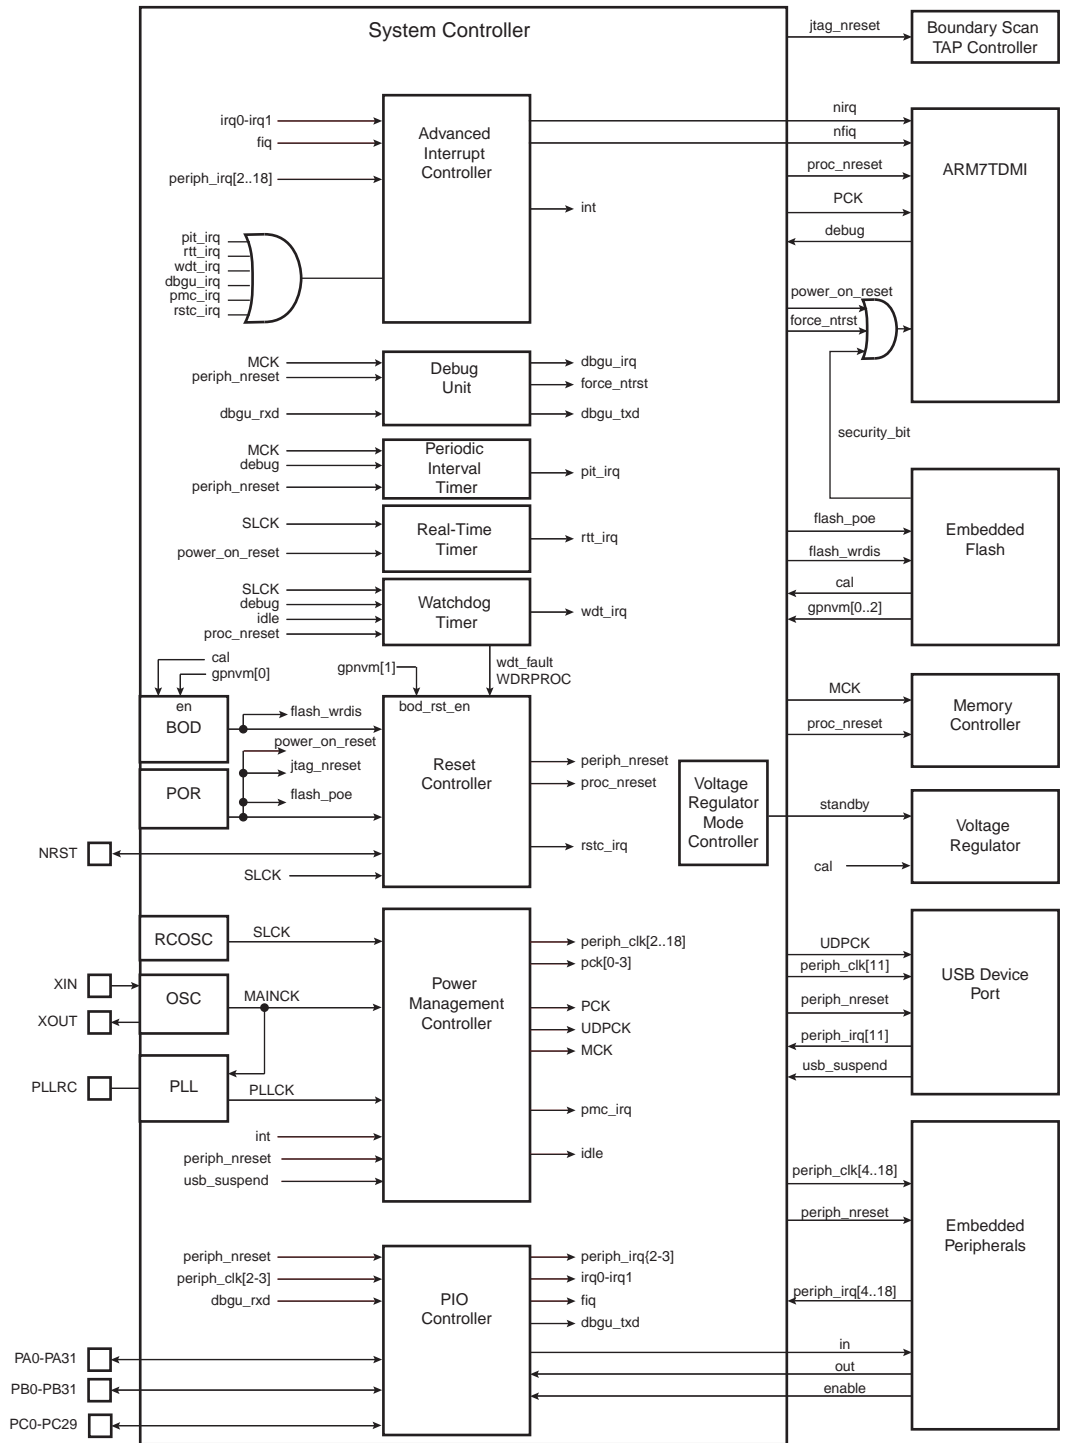 System Controller
jtag_nreset
Boundary Scan
TAP Controller
irq0-irq1
fiq
periph_irq[2..18]
Advanced
Interrupt
Controller
int
nirq
nfiq
proc_nreset
PCK
debug
ARM7TDMI
pit_irq
rtt_irq
wdt_irq
dbgu_irq
pmc_irq
rstc_irq
power_on_reset
force_ntrst
security_bit
MCK
periph_nreset
dbgu_rxd
Debug
Unit
dbgu_irq
force_ntrst
dbgu_txd
MCK
debug
periph_nreset
Periodic
Interval
Timer
pit_irq
SLCK
power_on_reset
Real-Time
Timer
rtt_irq
flash_poe
flash_wrdis
cal
gpnvm[0..2]
Embedded
Flash
SLCK
debug
idle
proc_nreset
Watchdog
Timer
wdt_irq
cal
gpnvm[0]
en
BOD
gpnvm[1]
wdt_fault
WDRPROC
bod_rst_en
flash_wrdis
power_on_reset
jtag_nreset
flash_poe
POR
Reset
Controller
periph_nreset
proc_nreset
rstc_irq
NRST
SLCK
MCK
proc_nreset
Memory
Controller
Voltage
Regulator
Mode
Controller
standby
cal
Voltage
Regulator
RCOSC
SLCK
XIN
XOUT
OSC
MAINCK
PLLRC
PLL
PLLCK
int
periph_nreset
usb_suspend
Power
Management
Controller
periph_clk[2..18]
pck[0-3]
PCK
UDPCK
MCK
pmc_irq
idle
UDPCK
periph_clk[11]
periph_nreset
periph_irq[11]
usb_suspend
USB Device
Port
periph_nreset
periph_clk[2-3]
dbgu_rxd
PIO
Controller
periph_irq{2-3]
irq0-irq1
fiq
dbgu_txd
PA0-PA31
PB0-PB31
PC0-PC29
periph_clk[4..18]
periph_nreset
periph_irq[4..18]
in
out
enable
Embedded
Peripherals